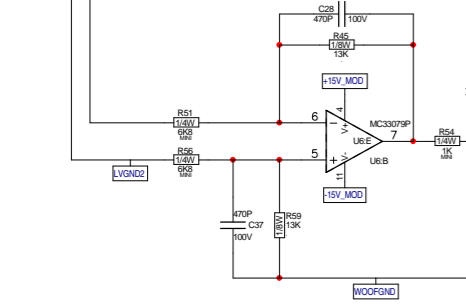 C28
470P 100V
R45
1/8W
13K
+15V_MOD
4
V+
MC33079P
R51
1/4W
6K8
MINI
6
7
U6:E
R54
1/4W
1K
MINI
R56
1/4W
6K8
MINI
5
V-
U6:B
LVGND2
11
-15V_MOD
470P
C37
100V
R59
1/8W
13K
WOOFGND